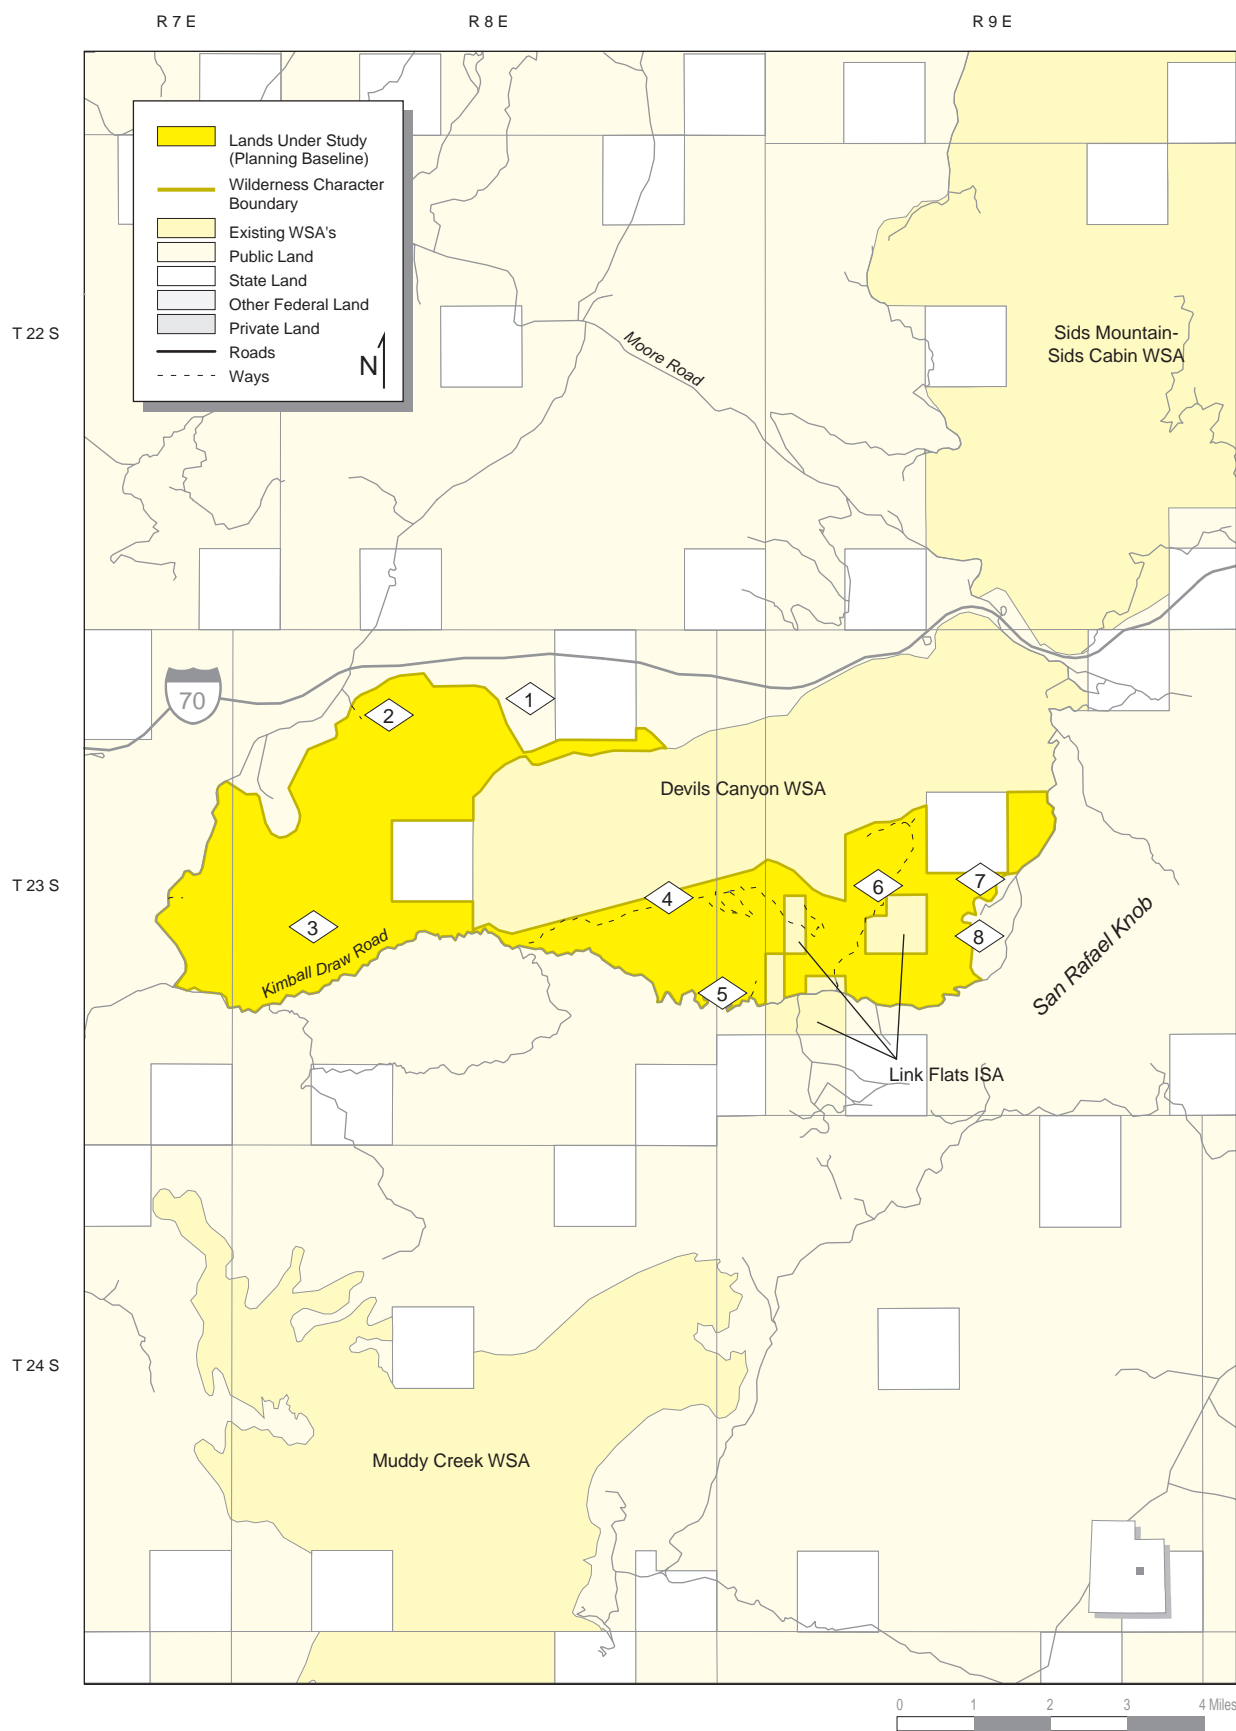 R 7 E
R 8 E
R 9 E
Lands Under Study
(Planning Baseline)
Wilderness Character
Boundary
Existing WSA's
Public Land
State Land
Other Federal Land
Private Land
Roads
Ways
N
T 22 S
Moore Road
Sids Mountain-
Sids Cabin WSA
70
1
2
Devils Canyon WSA
T 23 S
3
4
5
6
7
8
Kimball Draw Road
San Rafael Knob
Link Flats ISA
T 24 S
Muddy Creek WSA
0 1 2 3 4 Miles